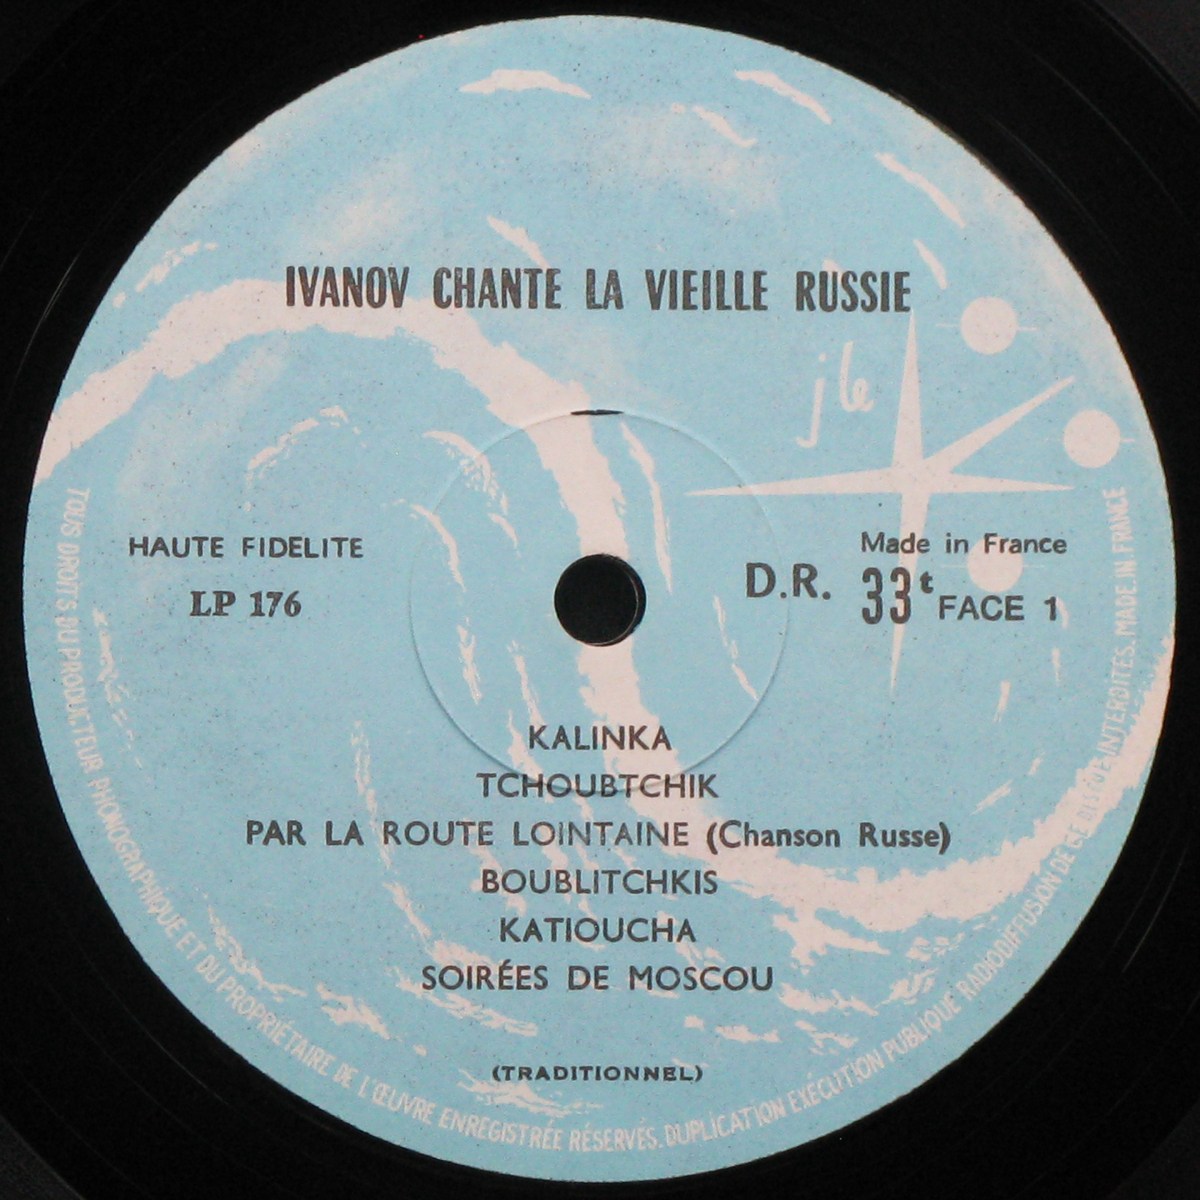 IVANOV CHANTE LA VIEILLE RUSSIE
jle
HAUTE FIDELITE
LP 176
Made in France
D.R. 33t FACE 1
KALINKA
TCHOUBTCHIK
PAR LA ROUTE LOINTAINE (Chanson Russe)
BOUBLITCHKIS
KATIOUCHA
SOIRÉES DE MOSCOU
(TRADITIONNEL)
TOUS DROITS DU PRODUCTEUR PHONOGRAPHIQUE ET DU PROPRIÉTAIRE DE L'ŒUVRE ENREGISTRÉE RÉSERVÉS. DUPLICATION EXÉCUTION PUBLIQUE RADIODIFFUSION DE CE DISQUE INTERDITES. MADE IN FRANCE